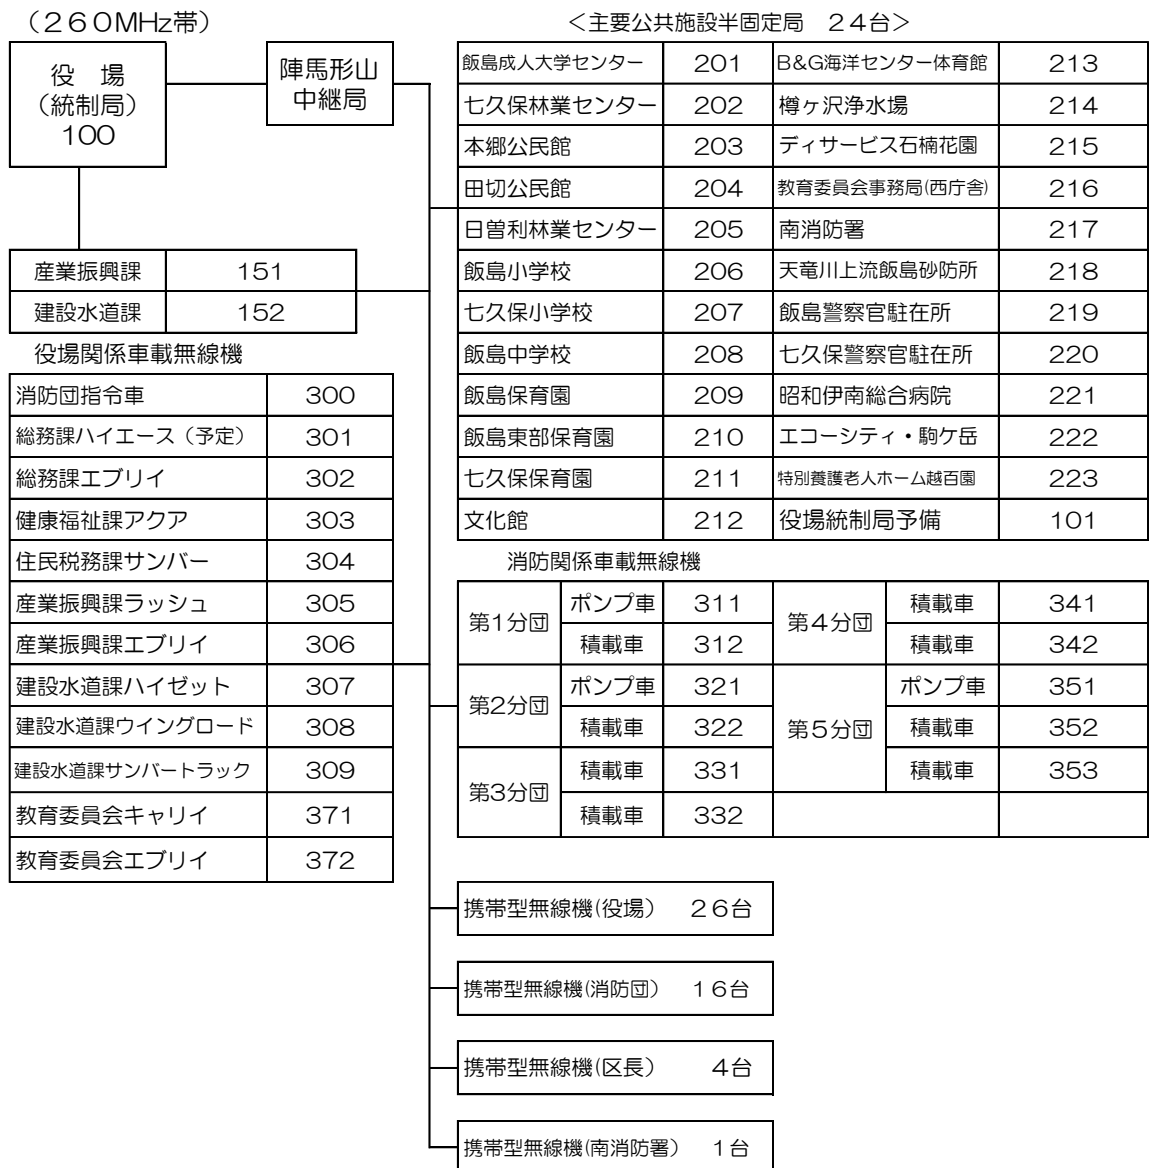 (２６０MHz帯)
役　場
(統制局)
100
陣馬形山
中継局
産業振興課 151
建設水道課 152
役場関係車載無線機
消防団指令車 300
総務課ハイエース（予定） 301
総務課エブリイ 302
健康福祉課アクア 303
住民税務課サンバー 304
産業振興課ラッシュ 305
産業振興課エブリイ 306
建設水道課ハイゼット 307
建設水道課ウイングロード 308
建設水道課サンバートラック 309
教育委員会キャリイ 371
教育委員会エブリイ 372
＜主要公共施設半固定局　２４台＞
飯島成人大学センター 201 B&G海洋センター体育館 213
七久保林業センター 202 樽ヶ沢浄水場 214
本郷公民館 203 ディサービス石楠花園 215
田切公民館 204 教育委員会事務局(西庁舎) 216
日曽利林業センター 205 南消防署 217
飯島小学校 206 天竜川上流飯島砂防所 218
七久保小学校 207 飯島警察官駐在所 219
飯島中学校 208 七久保警察官駐在所 220
飯島保育園 209 昭和伊南総合病院 221
飯島東部保育園 210 エコーシティ・駒ケ岳 222
七久保保育園 211 特別養護老人ホーム越百園 223
文化館 212 役場統制局予備 101
消防関係車載無線機
第1分団 ポンプ車 311 第４分団 積載車 341
積載車 312 積載車 342
第2分団 ポンプ車 321 第５分団 ポンプ車 351
積載車 322 積載車 352
第3分団 積載車 331 積載車 353
積載車 332
携帯型無線機(役場)　２６台
携帯型無線機(消防団)　１６台
携帯型無線機(区長)　４台
携帯型無線機(南消防署)　１台